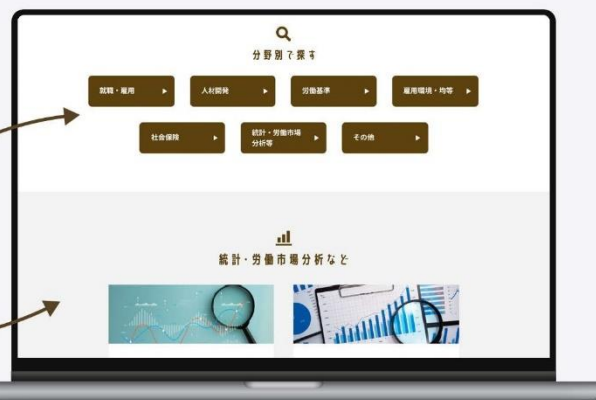 分野別で探す
就職・雇用
人材開発
労働基準
雇用環境・均等
社会保険
統計・労働市場
分析等
その他
統計・労働市場分析など